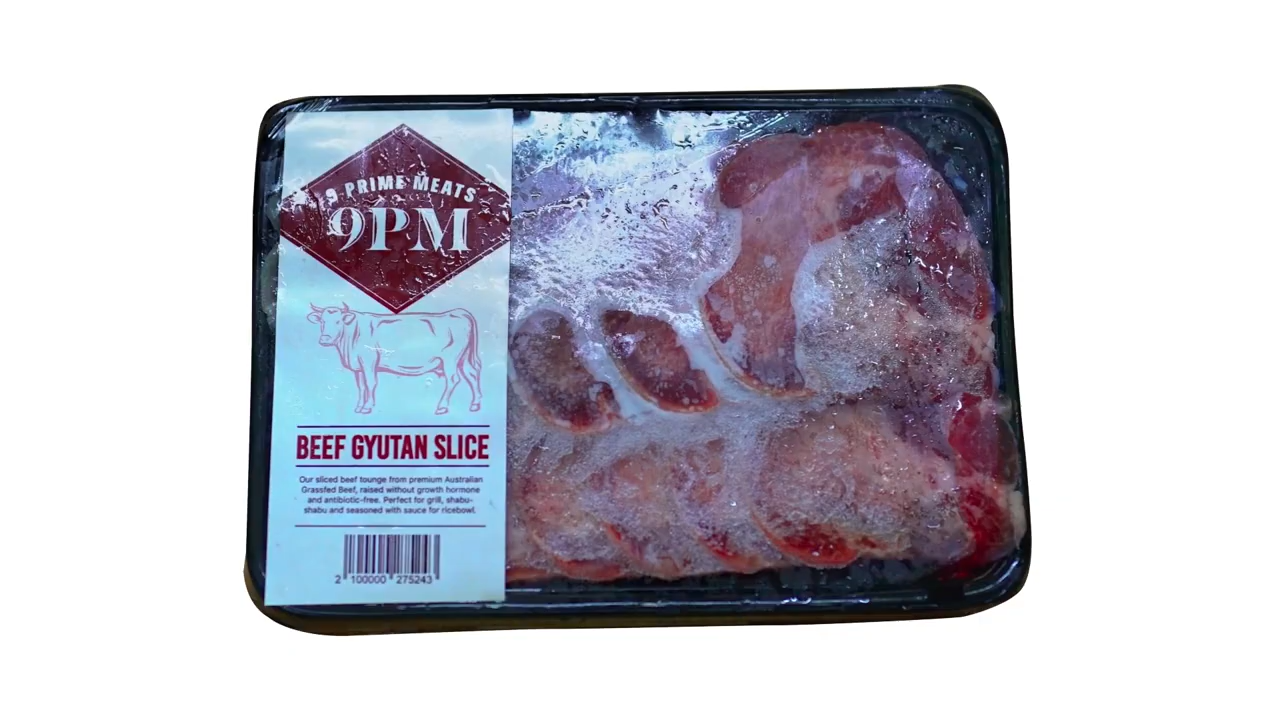 9 PRIME MEATS
9PM
BEEF GYUTAN SLICE
Our sliced beef tounge from premium Australian
Grassfed Beef, raised without growth hormone
and antibiotic-free. Perfect for grill, shabu-
shabu and seasoned with sauce for ricebowl.
2 100000 275243